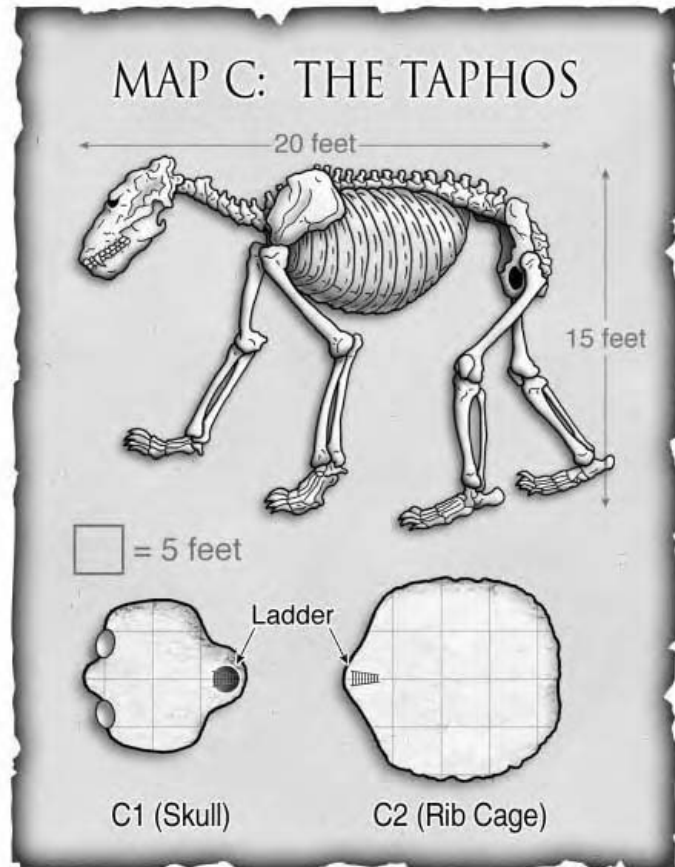 MAP C: THE TAPHOS
20 feet
15 feet
= 5 feet
Ladder
C1 (Skull)
C2 (Rib Cage)